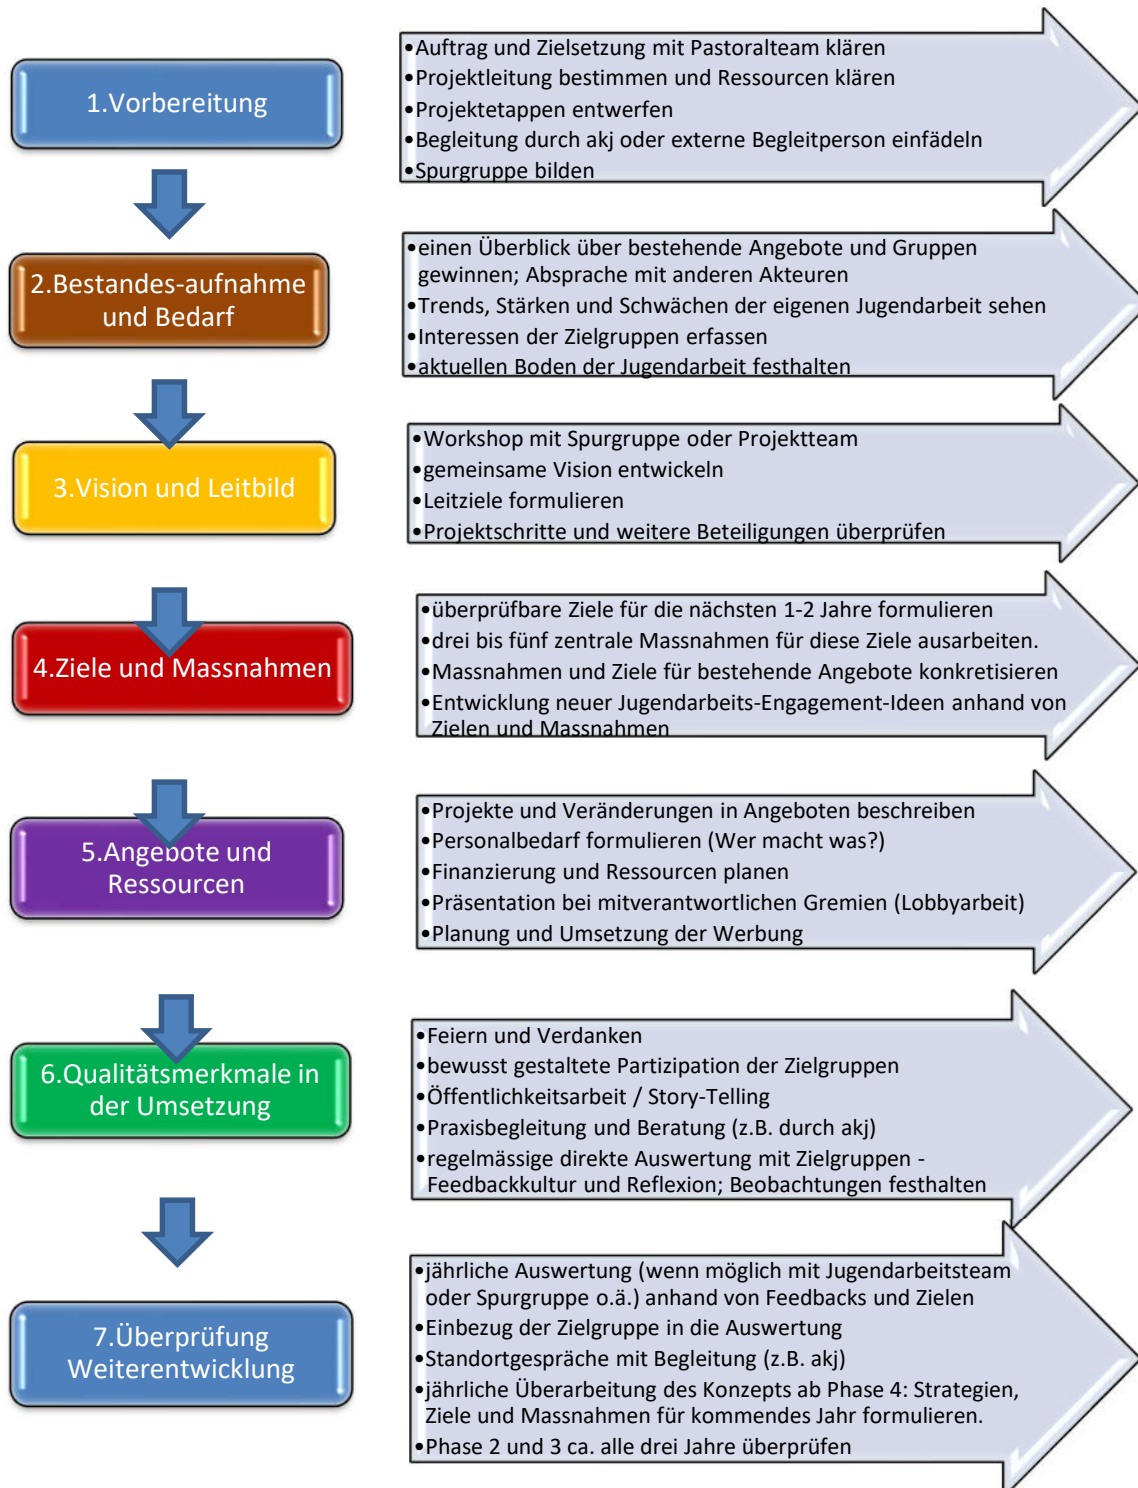 1.Vorbereitung
•Auftrag und Zielsetzung mit Pastoralteam klären
•Projektleitung bestimmen und Ressourcen klären
•Projektetappen entwerfen
•Begleitung durch akj oder externe Begleitperson einfädeln
•Spurgruppe bilden
2.Bestandes-aufnahme
und Bedarf
•einen Überblick über bestehende Angebote und Gruppen
gewinnen; Absprache mit anderen Akteuren
•Trends, Stärken und Schwächen der eigenen Jugendarbeit sehen
•Interessen der Zielgruppen erfassen
•aktuellen Boden der Jugendarbeit festhalten
3.Vision und Leitbild
•Workshop mit Spurgruppe oder Projektteam
•gemeinsame Vision entwickeln
•Leitziele formulieren
•Projektschritte und weitere Beteiligungen überprüfen
4.Ziele und Massnahmen
•überprüfbare Ziele für die nächsten 1-2 Jahre formulieren
•drei bis fünf zentrale Massnahmen für diese Ziele ausarbeiten.
•Massnahmen und Ziele für bestehende Angebote konkretisieren
•Entwicklung neuer Jugendarbeits-Engagement-Ideen anhand von
Zielen und Massnahmen
5.Angebote und
Ressourcen
•Projekte und Veränderungen in Angeboten beschreiben
•Personalbedarf formulieren (Wer macht was?)
•Finanzierung und Ressourcen planen
•Präsentation bei mitverantwortlichen Gremien (Lobbyarbeit)
•Planung und Umsetzung der Werbung
6.Qualitätsmerkmale in
der Umsetzung
•Feiern und Verdanken
•bewusst gestaltete Partizipation der Zielgruppen
•Öffentlichkeitsarbeit / Story-Telling
•Praxisbegleitung und Beratung (z.B. durch akj)
•regelmässige direkte Auswertung mit Zielgruppen -
Feedbackkultur und Reflexion; Beobachtungen festhalten
7.Überprüfung
Weiterentwicklung
•jährliche Auswertung (wenn möglich mit Jugendarbeitsteam
oder Spurgruppe o.ä.) anhand von Feedbacks und Zielen
•Einbezug der Zielgruppe in die Auswertung
•Standortgespräche mit Begleitung (z.B. akj)
•jährliche Überarbeitung des Konzepts ab Phase 4: Strategien,
Ziele und Massnahmen für kommendes Jahr formulieren.
•Phase 2 und 3 ca. alle drei Jahre überprüfen